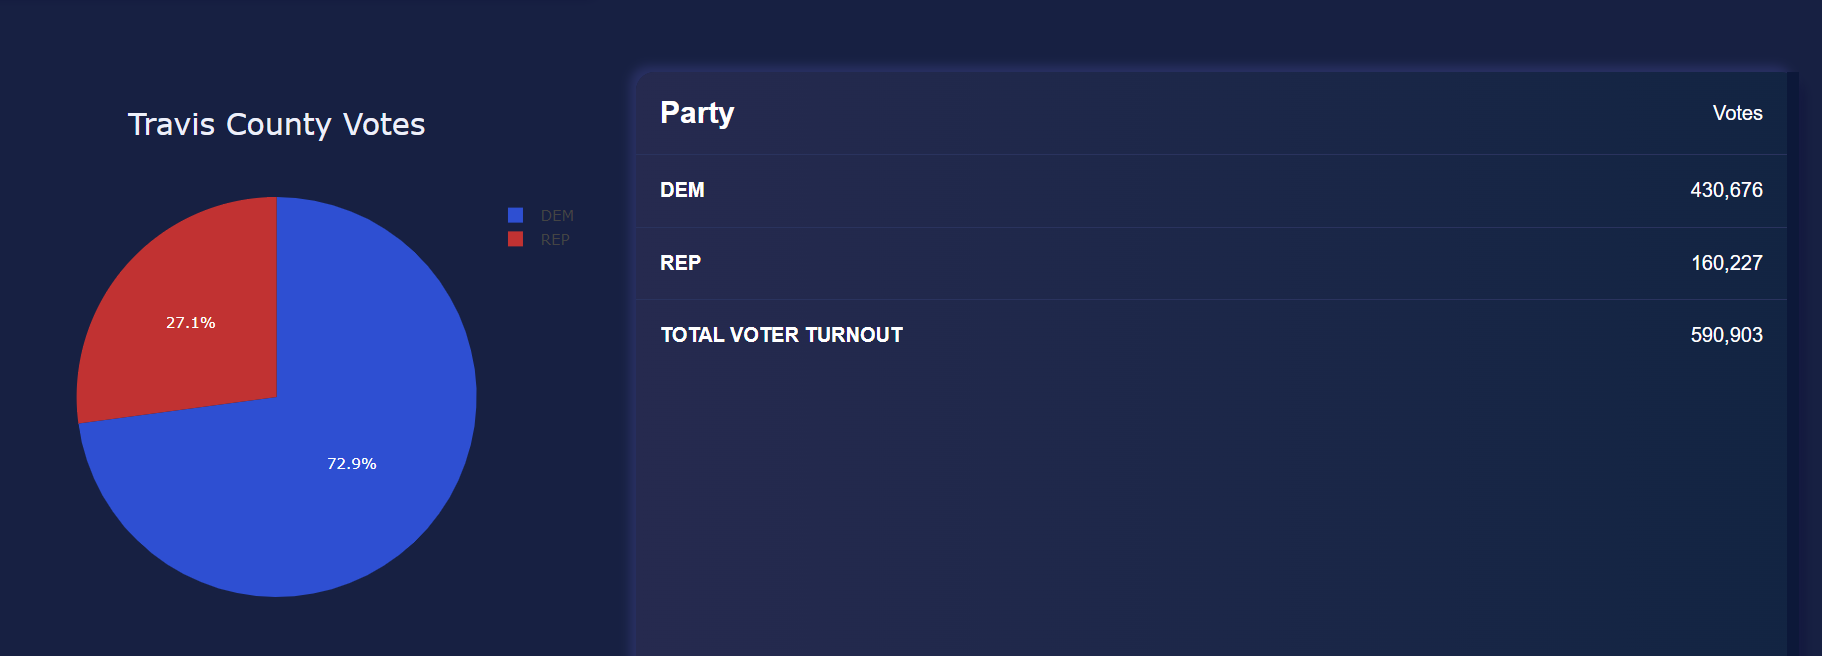 Travis County Votes
DEM
REP
27.1%
72.9%
Party Votes
DEM 430,676
REP 160,227
TOTAL VOTER TURNOUT 590,903